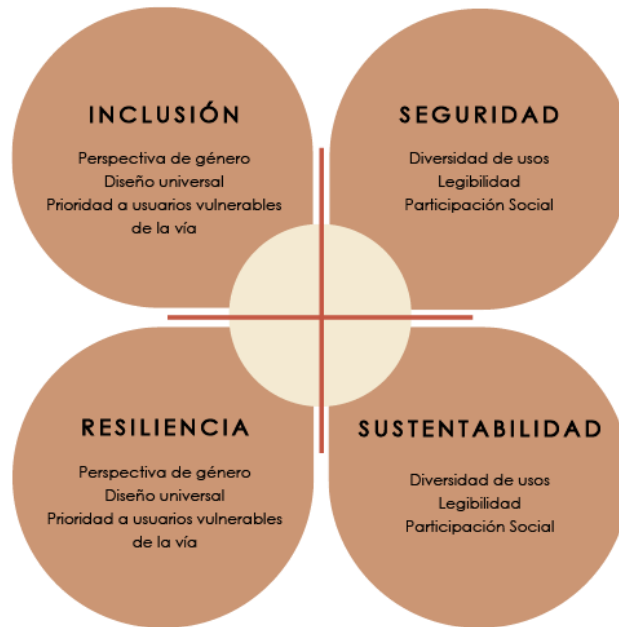 INCLUSIÓN
Perspectiva de género
Diseño universal
Prioridad a usuarios vulnerables
de la vía
SEGURIDAD
Diversidad de usos
Legibilidad
Participación Social
RESILIENCIA
Perspectiva de género
Diseño universal
Prioridad a usuarios vulnerables
de la vía
SUSTENTABILIDAD
Diversidad de usos
Legibilidad
Participación Social